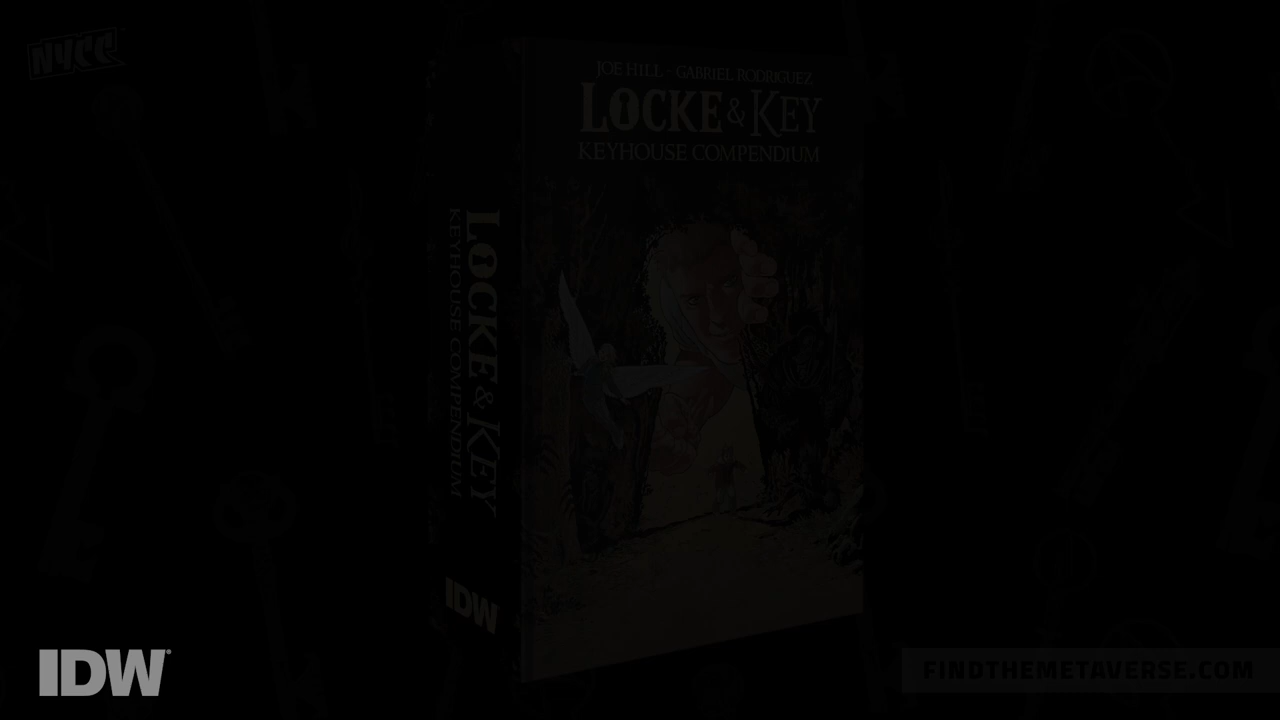 NYCC
JOE HILL · GABRIEL RODRIGUEZ
LOCKE & KEY
KEYHOUSE COMPENDIUM
LOCKE & KEY
KEYHOUSE COMPENDIUM
IDW
IDW
FINDTHEMETAVERSE.COM